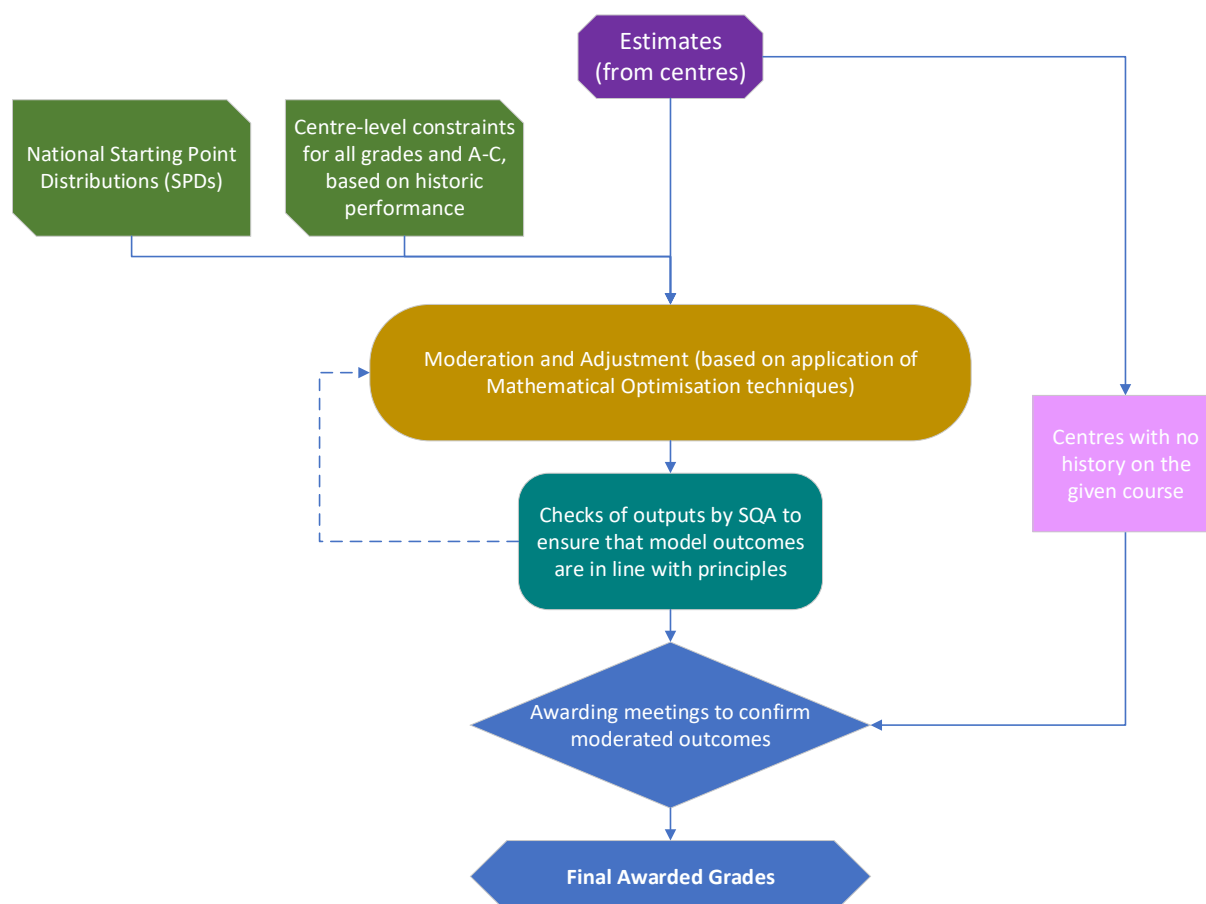 Estimates
(from centres)
National Starting Point
Distributions (SPDs)
Centre-level constraints
for all grades and A-C,
based on historic
performance
Moderation and Adjustment (based on application of
Mathematical Optimisation techniques)
Centres with no
history on the
given course
Checks of outputs by SQA to
ensure that model outcomes
are in line with principles
Awarding meetings to confirm
moderated outcomes
Final Awarded Grades